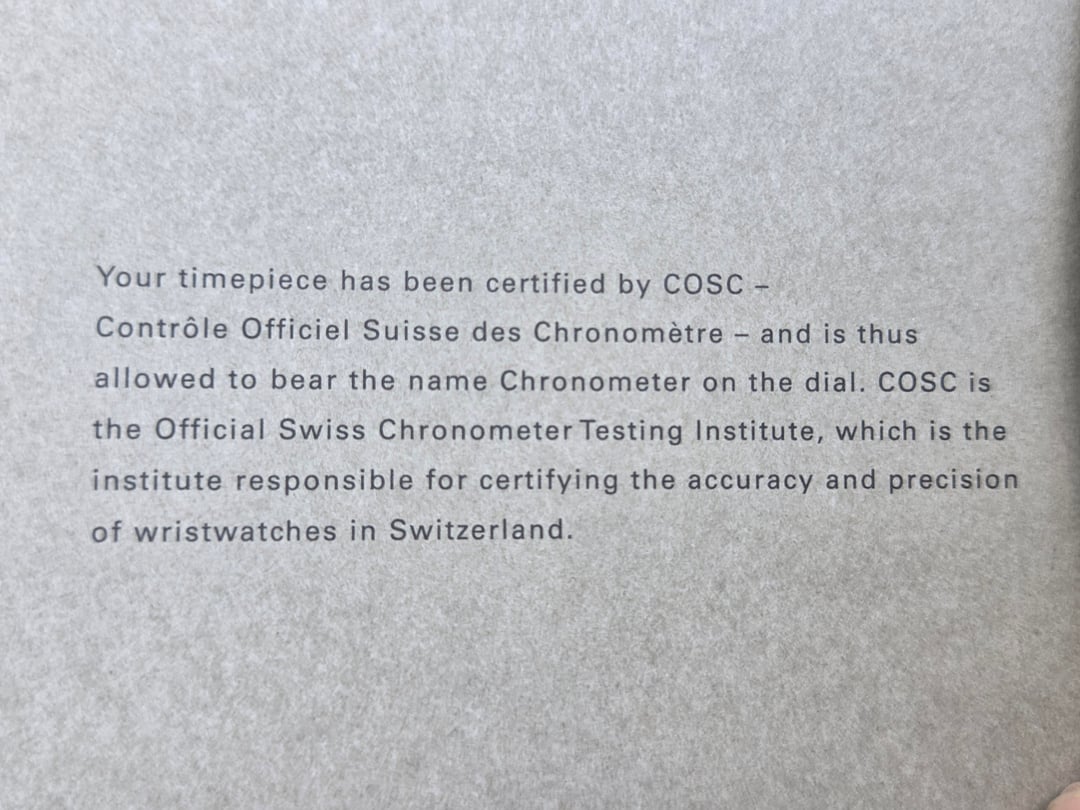 Your timepiece has been certified by COSC –
Contrôle Officiel Suisse des Chronomètre – and is thus
allowed to bear the name Chronometer on the dial. COSC is
the Official Swiss Chronometer Testing Institute, which is the
institute responsible for certifying the accuracy and precision
of wristwatches in Switzerland.